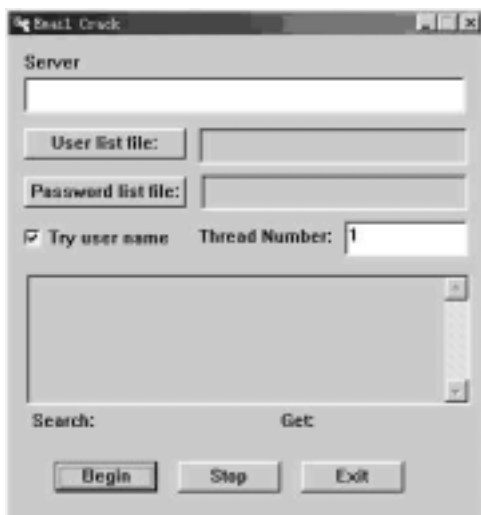 Email Crack
Server
User list file:
Password list file:
Try user name Thread Number: 1
Search: Get:
Begin Stop Exit